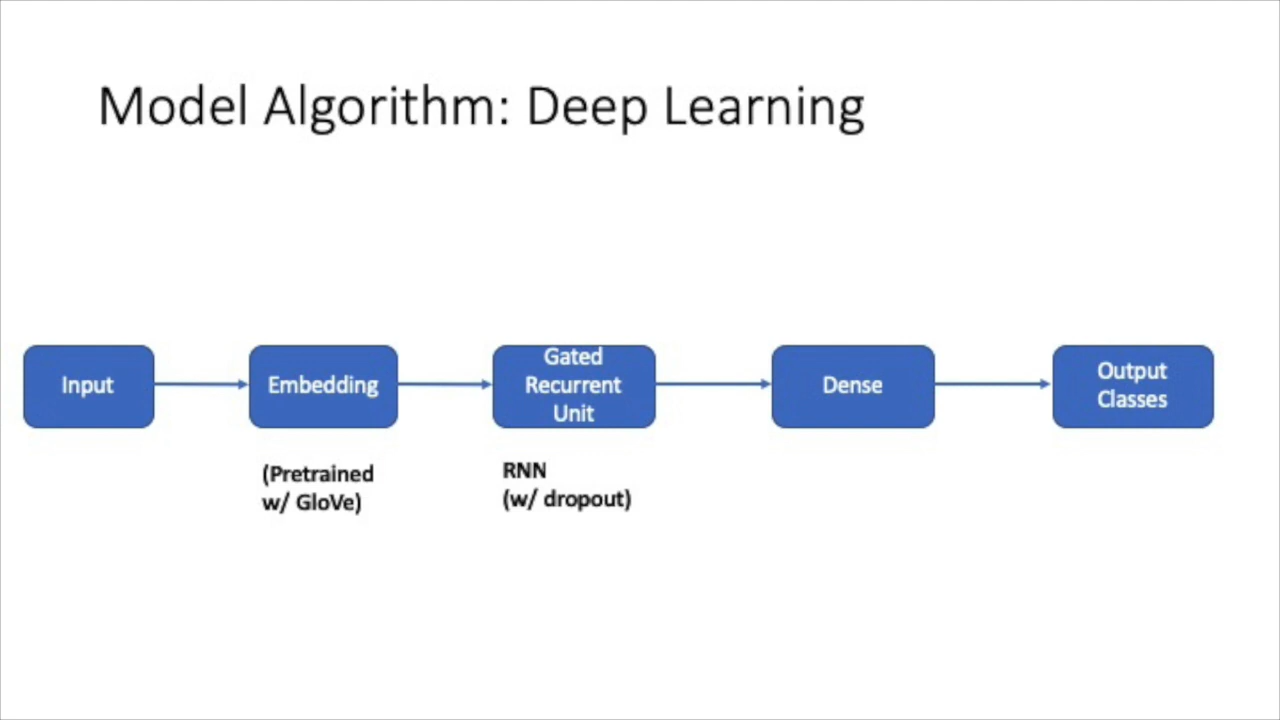 Model Algorithm: Deep Learning
Input
Embedding
Gated
Recurrent
Unit
Dense
Output
Classes
(Pretrained
w/ GloVe)
RNN
(w/ dropout)